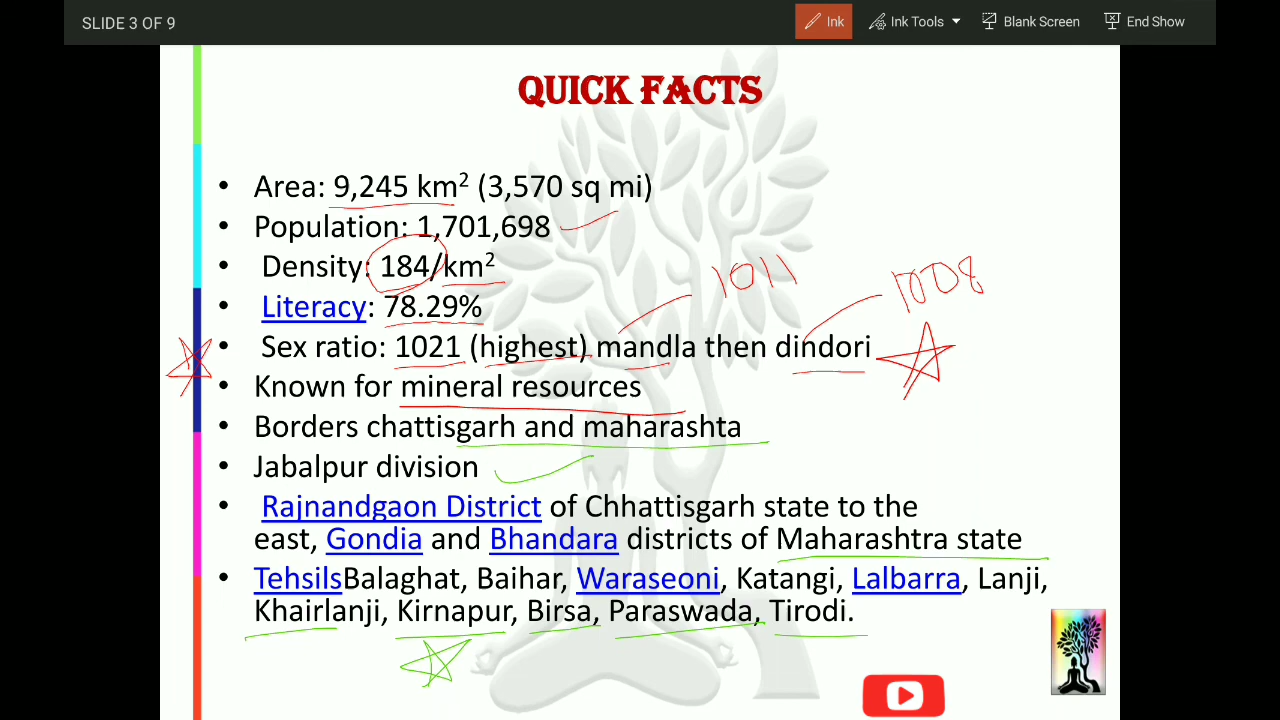 SLIDE 3 OF 9
Ink
Ink Tools
Blank Screen
End Show
QUICK FACTS
• Area: 9,245 km² (3,570 sq mi)
• Population: 1,701,698
• Density: 184/km²
1011
1008
• Literacy: 78.29%
• Sex ratio: 1021 (highest) mandla then dindori
• Known for mineral resources
• Borders chattisgarh and maharashta
• Jabalpur division
• Rajnandgaon District of Chhattisgarh state to the
east, Gondia and Bhandara districts of Maharashtra state
• TehsilsBalaghat, Baihar, Waraseoni, Katangi, Lalbarra, Lanji,
Khairlanji, Kirnapur, Birsa, Paraswada, Tirodi.